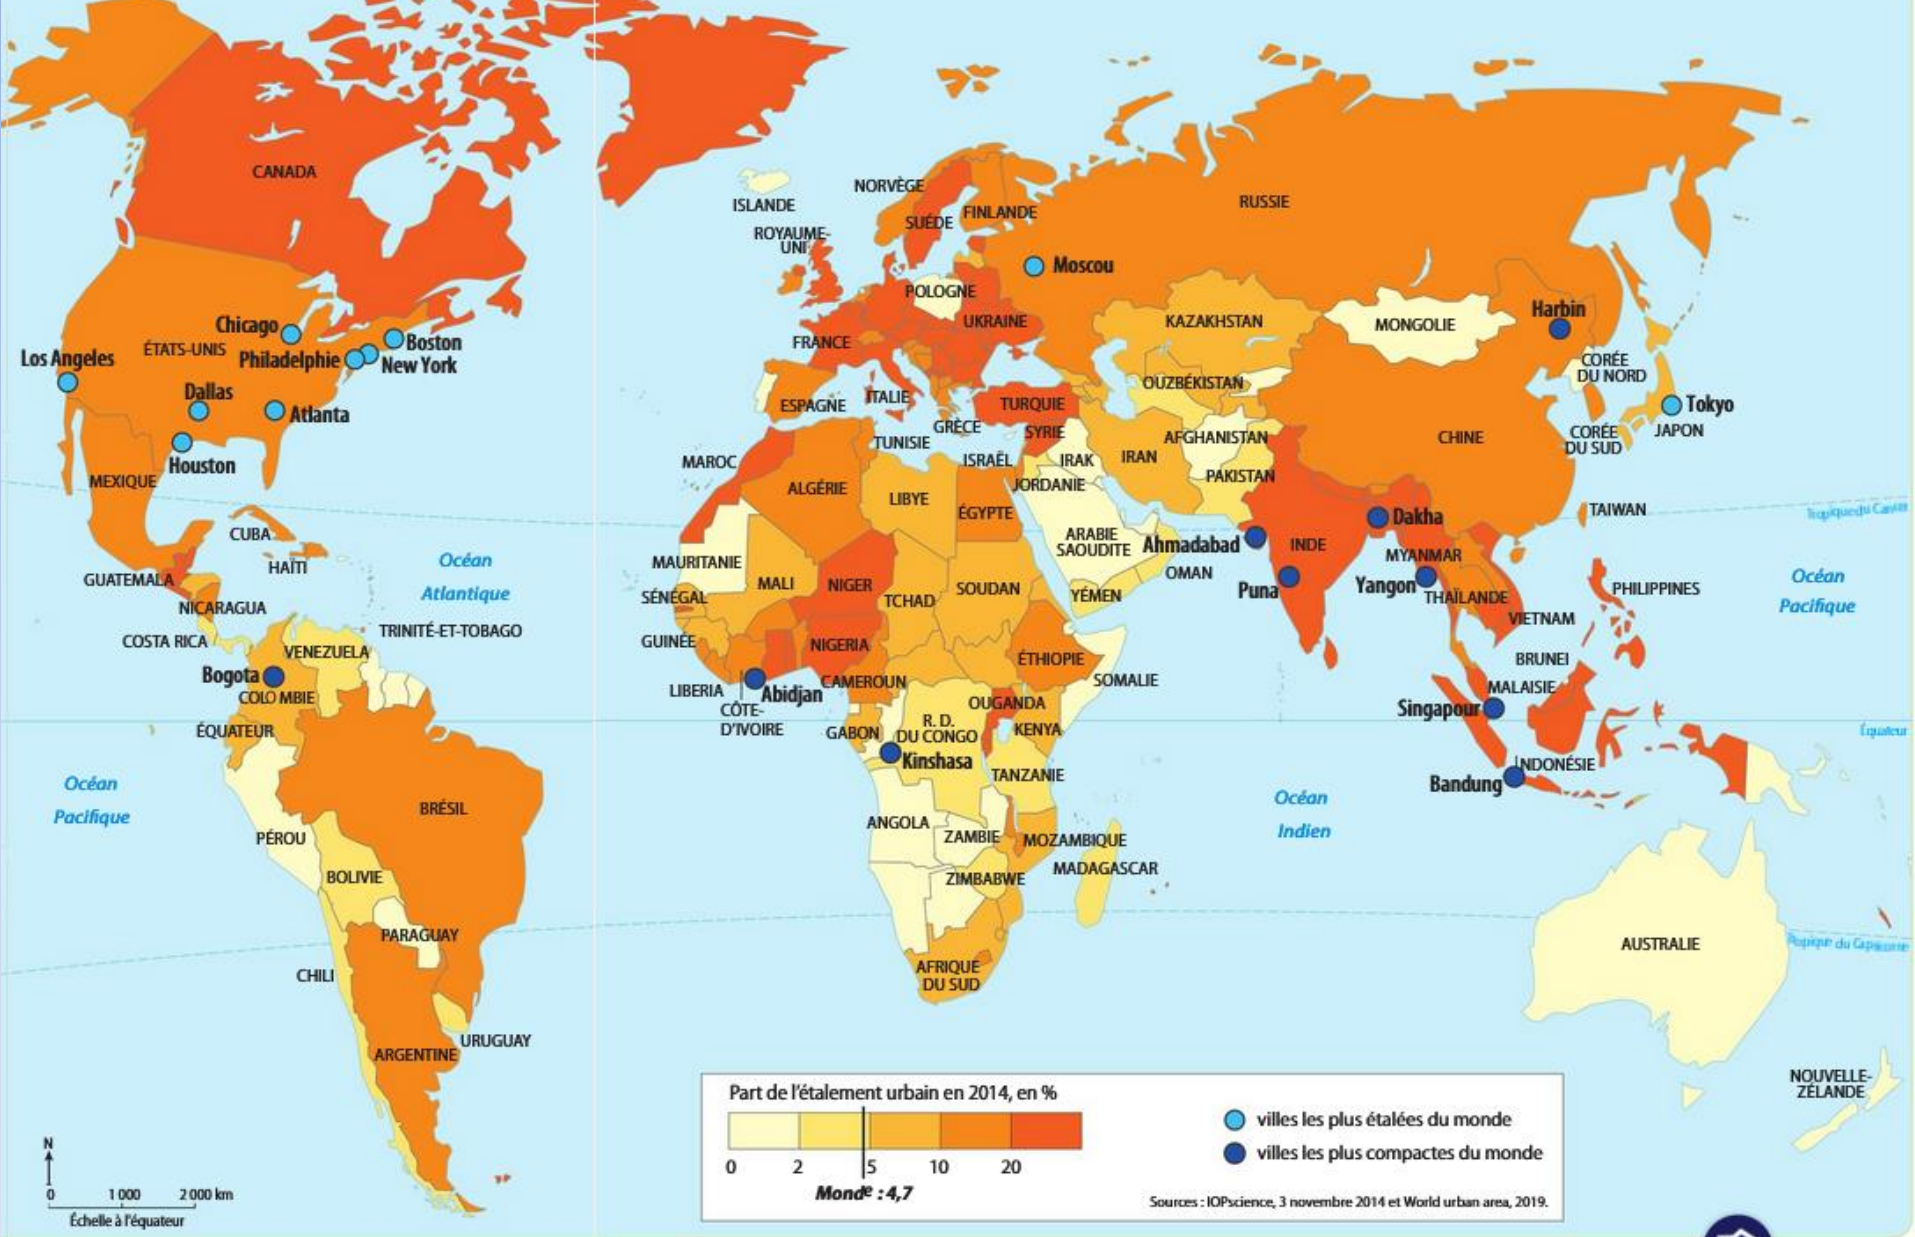 CANADA
ISLANDE
NORVÈGE
SUÉDE
FINLANDE
RUSSIE
ROYAUME-
UNI
Moscou
POLOGNE
UKRAINE
FRANCE
KAZAKHSTAN
MONGOLIE
Harbin
Chicago
ÉTATS-UNIS
Philadelphie
Boston
New York
Los Angeles
Dallas
Atlanta
Houston
MEXIQUE
ESPAGNE
ITALIE
GRÈCE
TURQUIE
OUZBÉKISTAN
CORÉE
DU NORD
Tokyo
JAPON
CORÉE
DU SUD
CHINE
TUNISIE
SYRIE
AFGHANISTAN
MAROC
ISRAËL
IRAK
IRAN
PAKISTAN
JORDANIE
ALGÉRIE
LIBYE
ÉGYPTE
TAIWAN
Tropique du Cancer
CUBA
HAÏTI
GUATEMALA
NICARAGUA
COSTA RICA
TRINITÉ-ET-TOBAGO
VENEZUELA
Océan
Atlantique
MAURITANIE
MALI
NIGER
TCHAD
SOUDAN
SÉNÉGAL
GUINÉE
NIGERIA
ARABIE
SAOUDITE
Ahmadabad
OMAN
YÉMEN
INDE
Dakha
Puna
MYANMAR
Yangon
THAÏLANDE
VIETNAM
PHILIPPINES
Océan
Pacifique
Bogota
COLOMBIE
ÉQUATEUR
LIBERIA
CÔTE-
D'IVOIRE
Abidjan
CAMEROUN
ÉTHIOPIE
SOMALIE
OUGANDA
KENYA
GABON
R. D.
DU CONGO
Kinshasa
TANZANIE
BRUNEI
MALAISIE
Singapour
INDONÉSIE
Bandung
Équateur
Océan
Pacifique
PÉROU
BRÉSIL
BOLIVIE
PARAGUAY
CHILI
ARGENTINE
URUGUAY
ANGOLA
ZAMBIE
MOZAMBIQUE
MADAGASCAR
ZIMBABWE
AFRIQUE
DU SUD
Océan
Indien
AUSTRALIE
Tropique du Capricorne
NOUVELLE-
ZÉLANDE
N
0 1 000 2 000 km
Échelle à l'équateur
Part de l'étalement urbain en 2014, en %
0 2 5 10 20
Monde : 4,7
villes les plus étalées du monde
villes les plus compactes du monde
Sources : IOPscience, 3 novembre 2014 et World urban area, 2019.